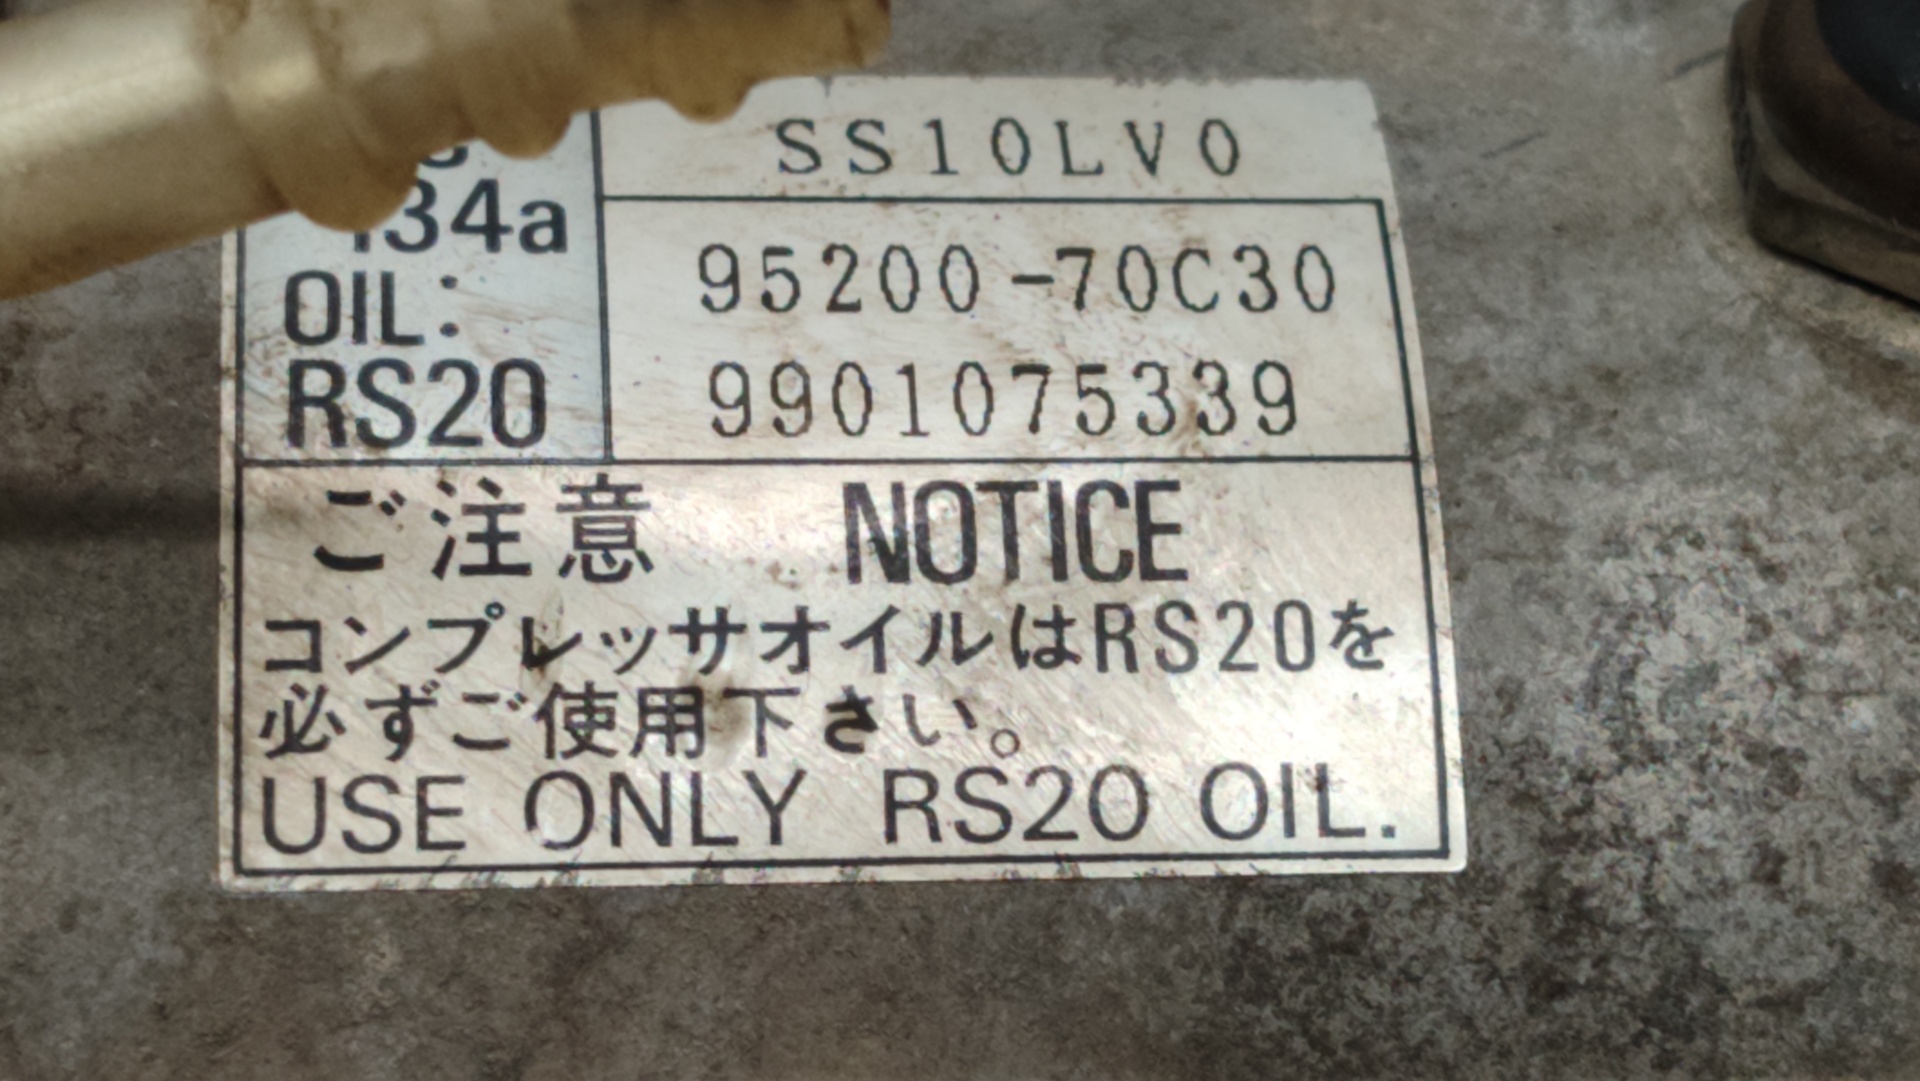 SS10LV0
134a
OIL:
RS20
95200-70C30
9901075339
ご注意 NOTICE
コンプレッサオイルはRS20を
必ずご使用下さい。
USE ONLY RS20 OIL.